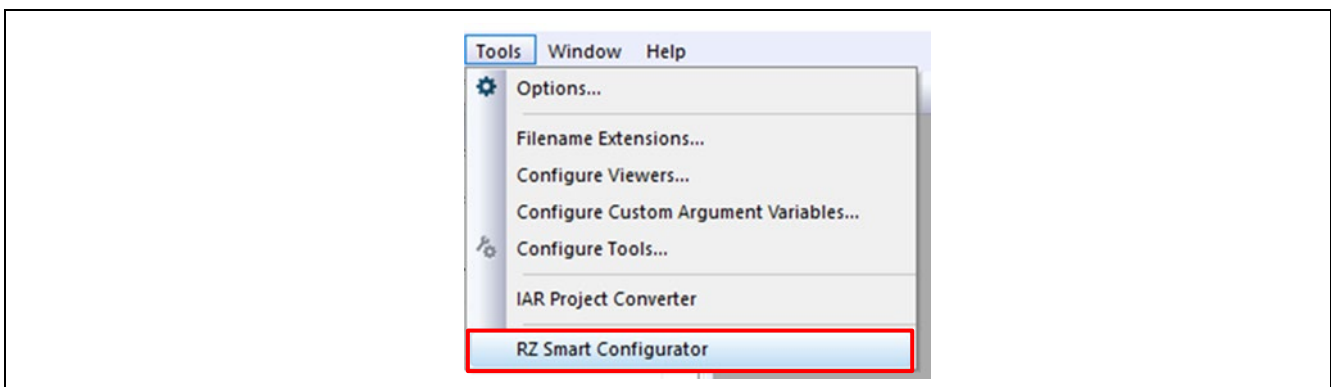 Tools Window Help
Options...
Filename Extensions...
Configure Viewers...
Configure Custom Argument Variables...
Configure Tools...
IAR Project Converter
RZ Smart Configurator